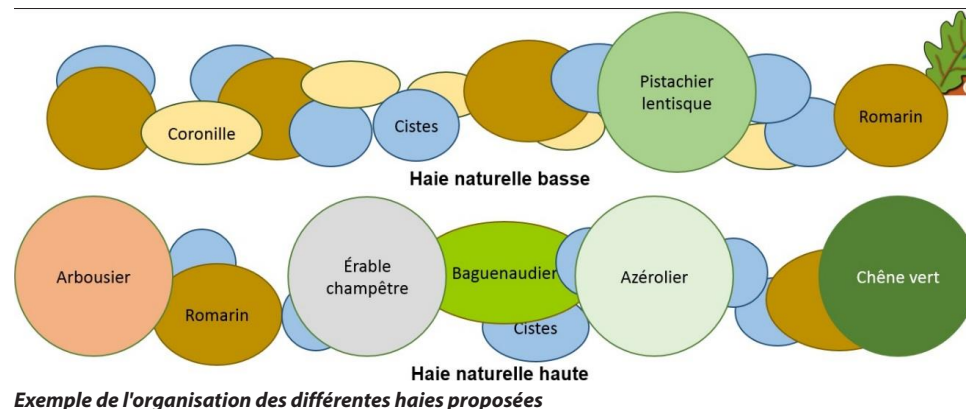 Pistachier
lentisque
Romarin
Coronille
Cistes
Haie naturelle basse
Arbousier
Érable
champêtre
Baguenaudier
Azérolier
Chêne vert
Romarin
Cistes
Haie naturelle haute
Exemple de l'organisation des différentes haies proposées